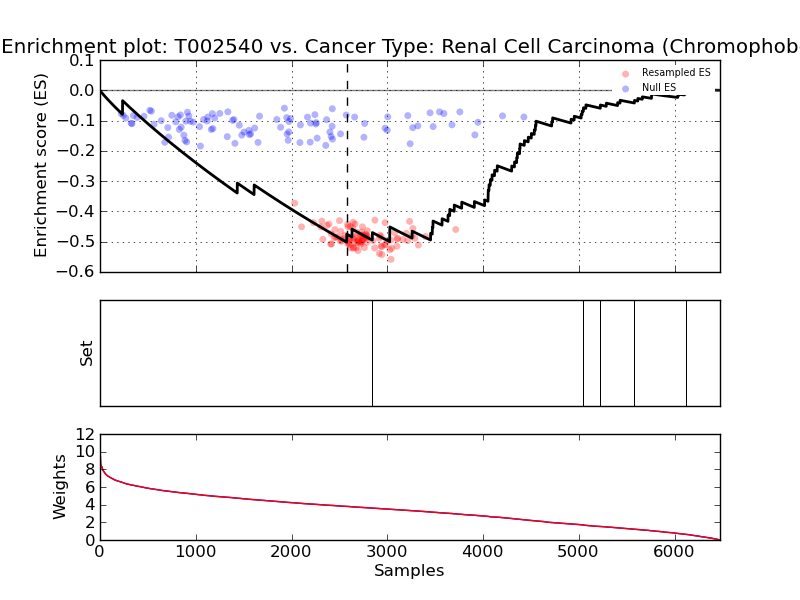 Enrichment plot: T002540 vs. Cancer Type: Renal Cell Carcinoma (Chromophob
0.1
0.0
−0.1
−0.2
−0.3
−0.4
−0.5
−0.6
Enrichment score (ES)
Resampled ES
Null ES
Set
12
10
8
6
4
2
0
Weights
0 1000 2000 3000 4000 5000 6000
Samples